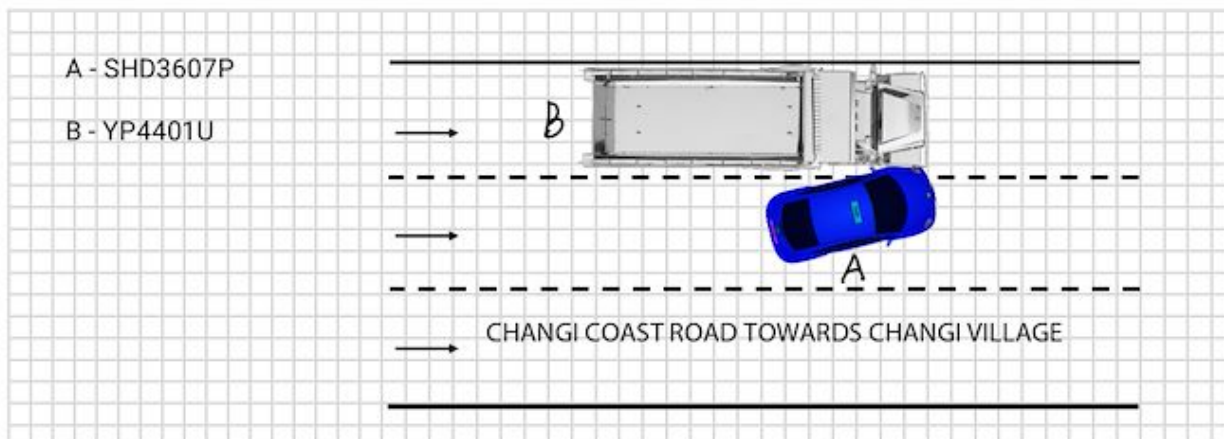 A - SHD3607P
B - YP4401U
B
A
CHANGI COAST ROAD TOWARDS CHANGI VILLAGE